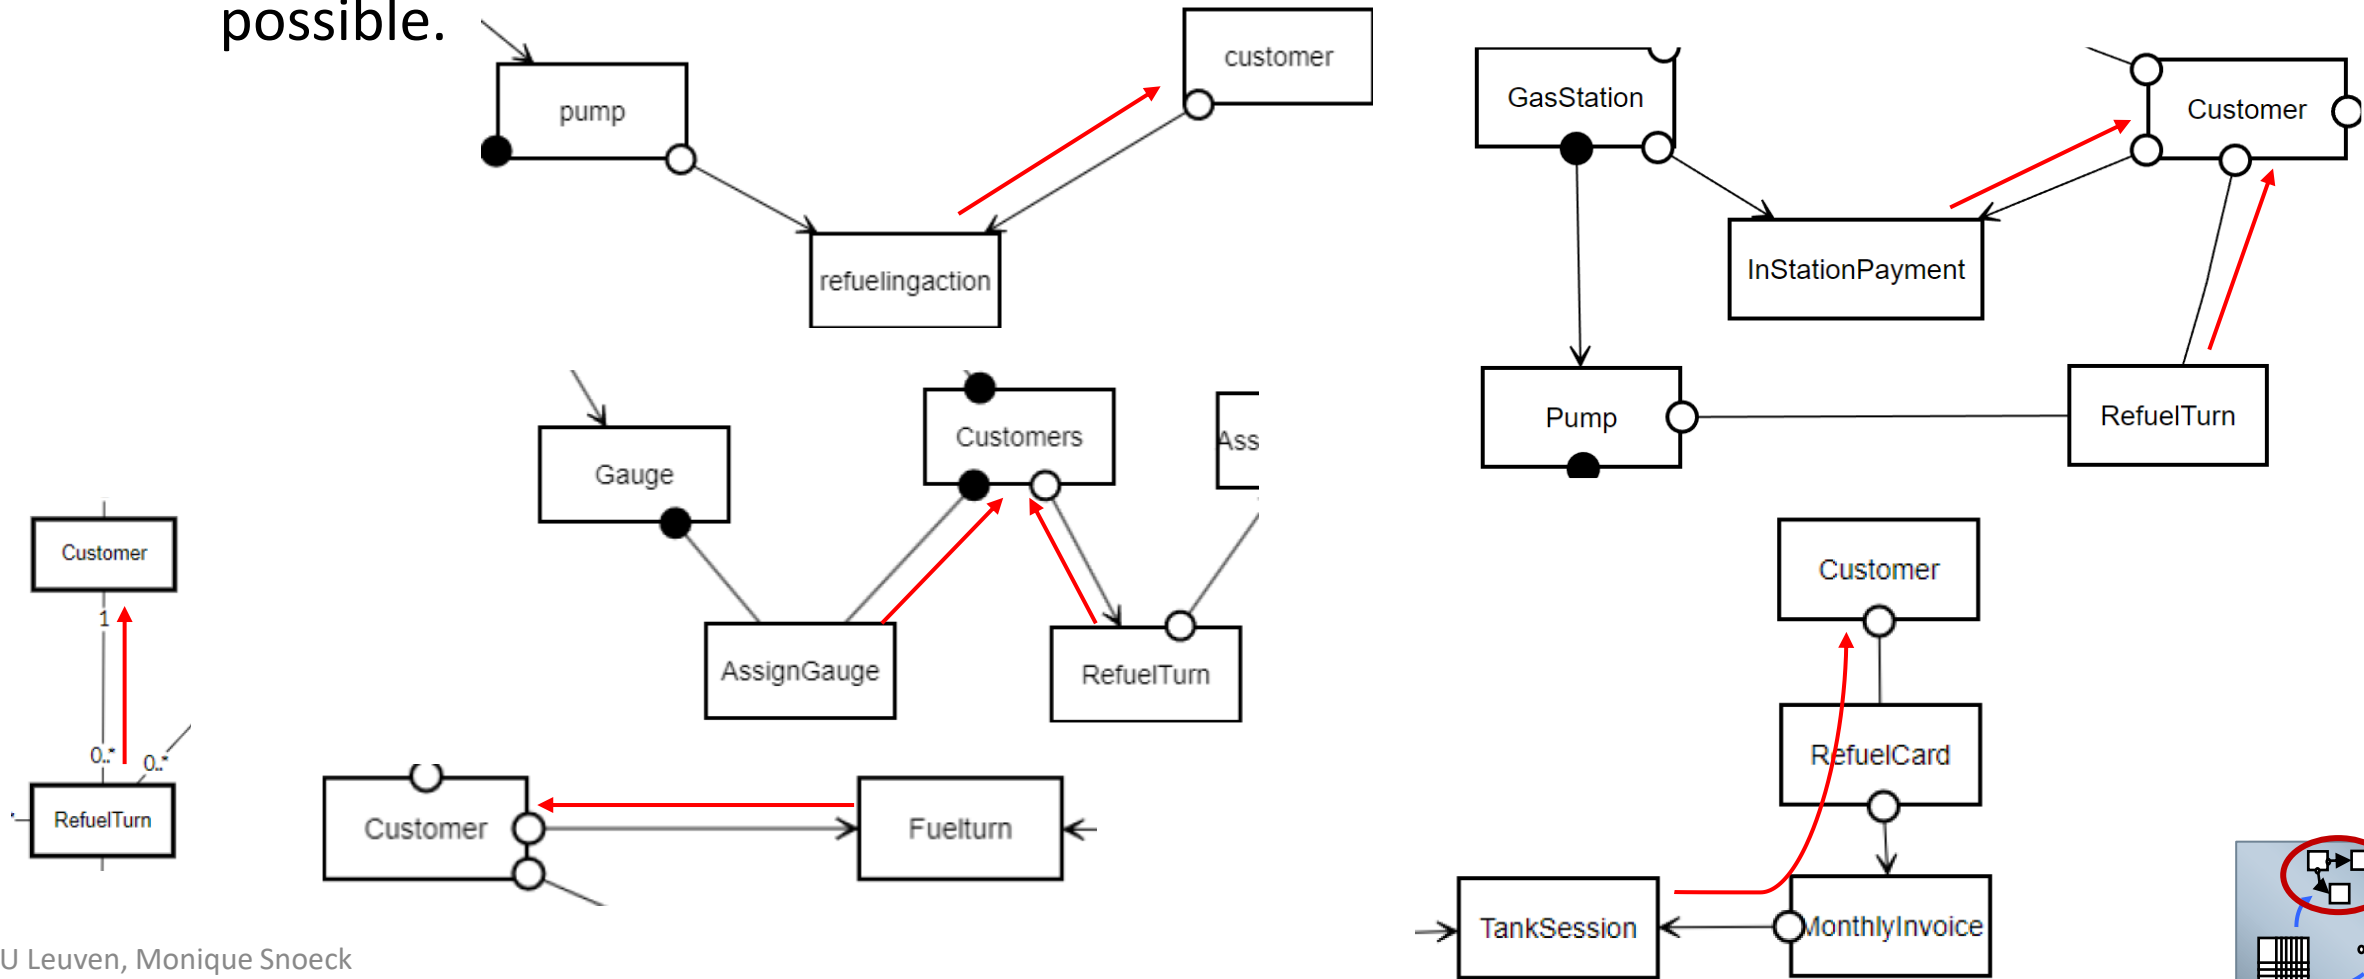 possible.
customer
pump
refuelingaction
GasStation
Customer
InStationPayment
Pump
RefuelTurn
Gauge
Customers
Ass
AssignGauge
RefuelTurn
Customer
1
0..*
0..*
RefuelTurn
Customer
Fuelturn
Customer
RefuelCard
TankSession
MonthlyInvoice
U Leuven, Monique Snoeck